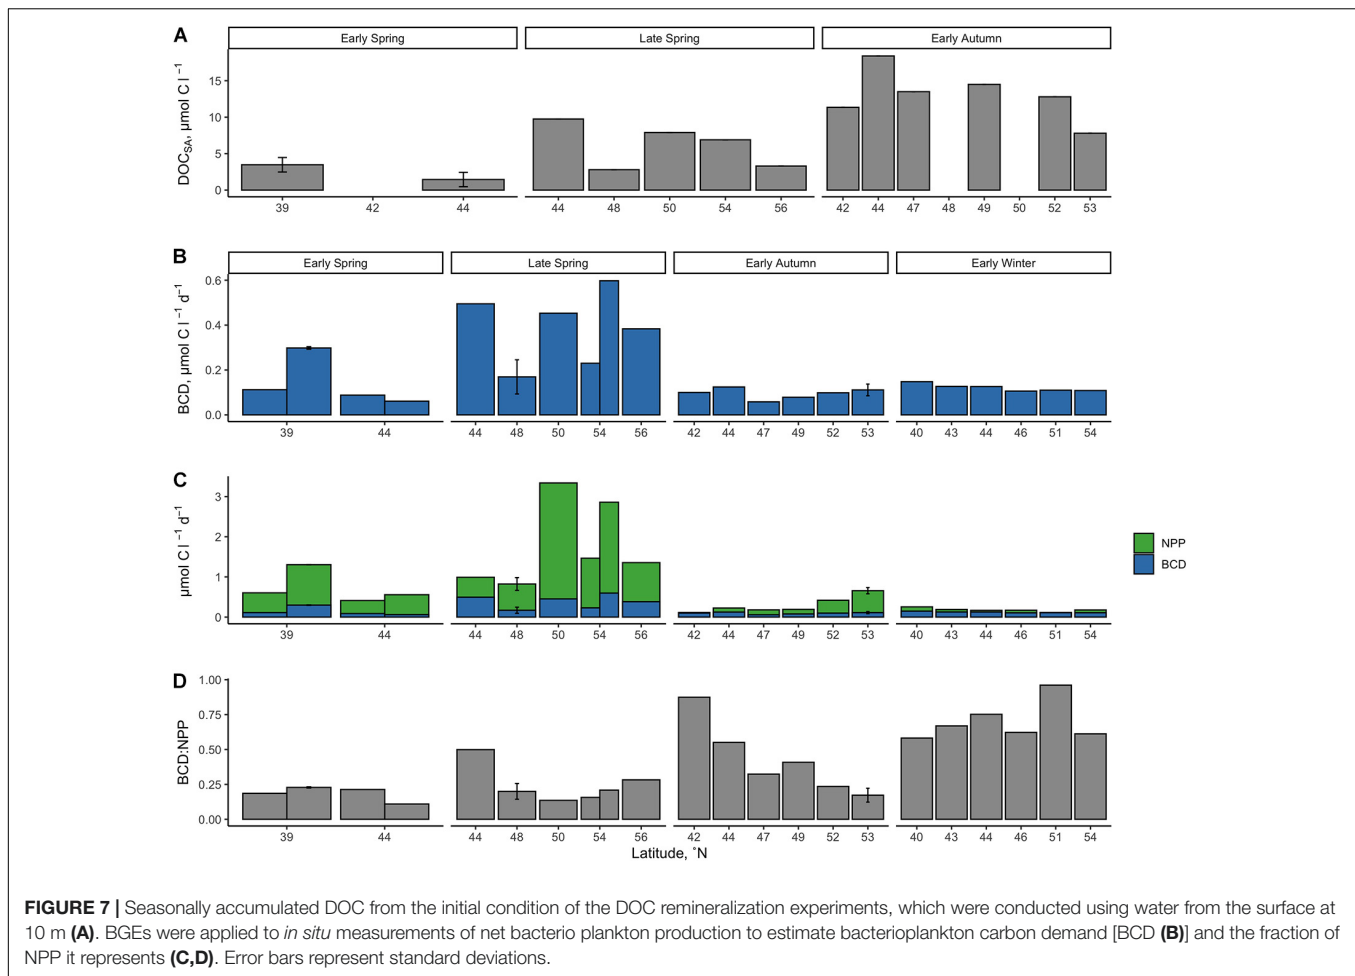 A
Early Spring Late Spring Early Autumn
DOCSA, µmol C l⁻¹
15
10
5
0
39 42 44 44 48 50 54 56 42 44 47 48 49 50 52 53
B
Early Spring Late Spring Early Autumn Early Winter
BCD, µmol C l⁻¹ d⁻¹
0.6
0.4
0.2
0.0
39 44 44 48 50 54 56 42 44 47 49 52 53 40 43 44 46 51 54
C
µmol C l⁻¹ d⁻¹
3
2
1
0
39 44 44 48 50 54 56 42 44 47 49 52 53 40 43 44 46 51 54
NPP
BCD
D
BCD:NPP
1.00
0.75
0.50
0.25
0.00
39 44 44 48 50 54 56 42 44 47 49 52 53 40 43 44 46 51 54
Latitude, ˚N
FIGURE 7 | Seasonally accumulated DOC from the initial condition of the DOC remineralization experiments, which were conducted using water from the surface at
10 m (A). BGEs were applied to in situ measurements of net bacterio plankton production to estimate bacterioplankton carbon demand [BCD (B)] and the fraction of
NPP it represents (C,D). Error bars represent standard deviations.